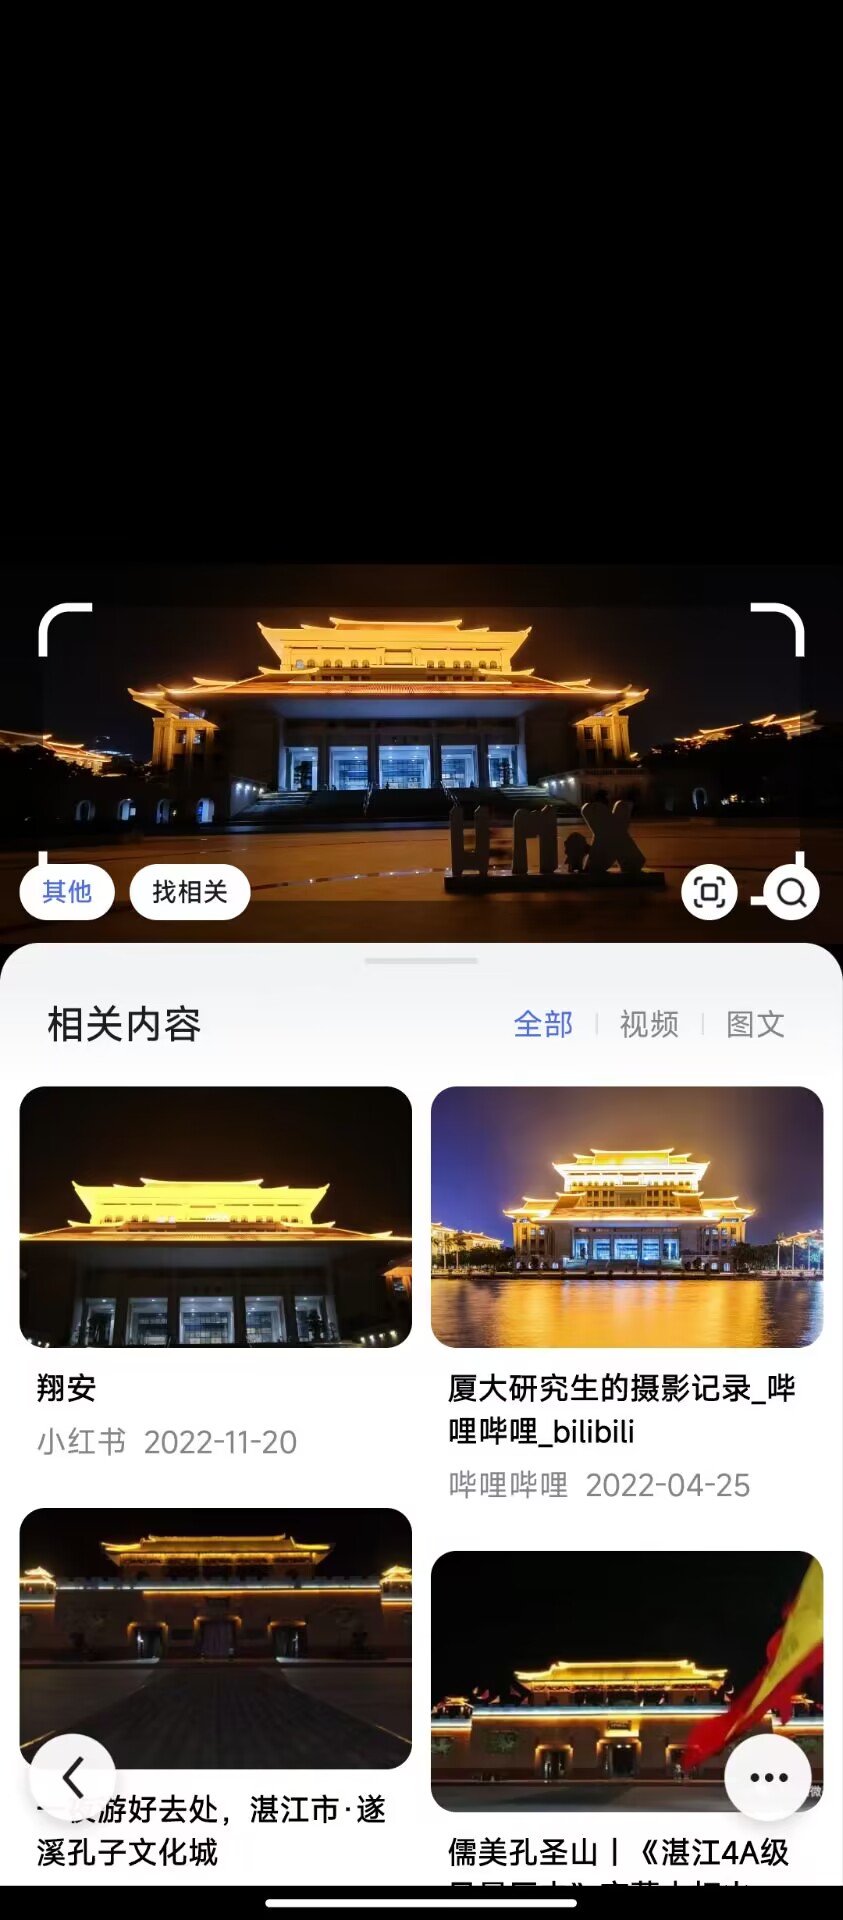 其他
找相关
相关内容
全部
视频
图文
翔安
小红书 2022-11-20
厦大研究生的摄影记录_哔
哩哔哩_bilibili
哔哩哔哩 2022-04-25
一夜游好去处，湛江市·遂
溪孔子文化城
儒美孔圣山丨《湛江4A级